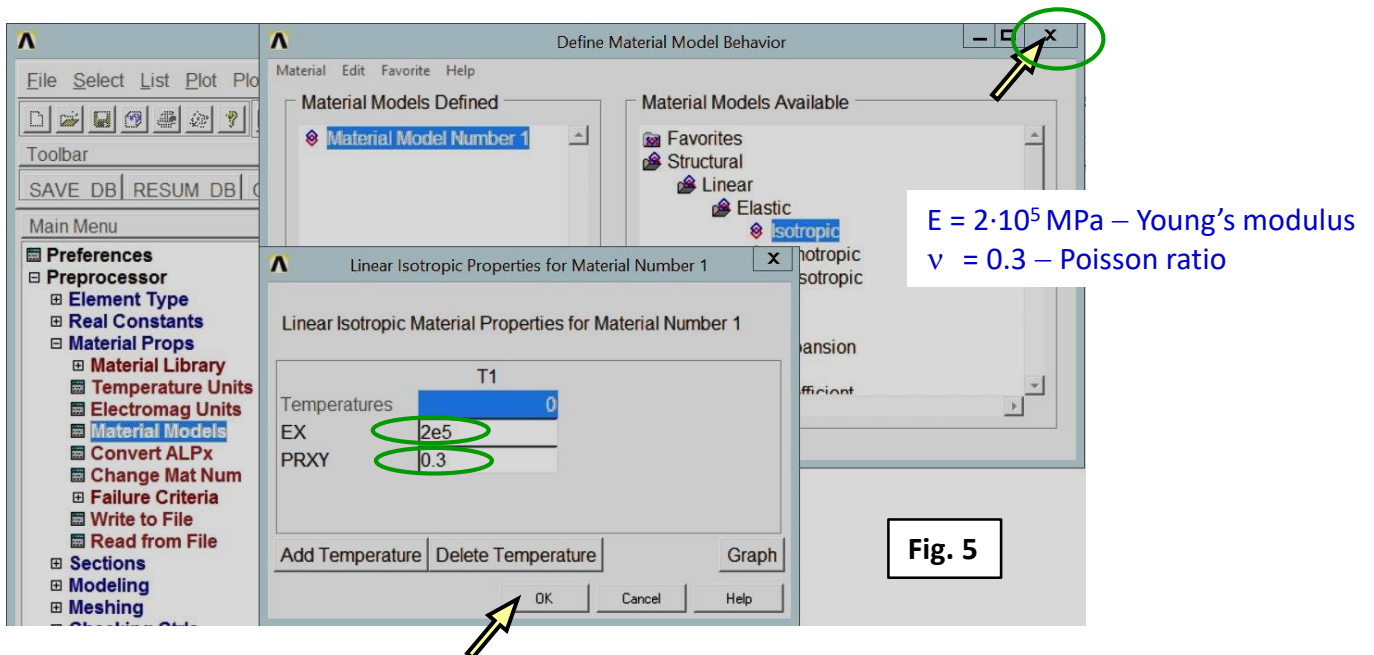 Define Material Model Behavior
X
File Select List Plot Plo
Material Edit Favorite Help
Toolbar
SAVE_DB RESUM_DB
Main Menu
Preferences
Preprocessor
Element Type
Real Constants
Material Props
Material Library
Temperature Units
Electromag Units
Material Models
Convert ALPx
Change Mat Num
Failure Criteria
Write to File
Read from File
Sections
Modeling
Meshing
Material Models Defined
Material Model Number 1
Material Models Available
Favorites
Structural
Linear
Elastic
Isotropic
otropic
sotropic
ansion
E = 2·10⁵ MPa – Young's modulus
ν = 0.3 – Poisson ratio
Linear Isotropic Properties for Material Number 1
X
Linear Isotropic Material Properties for Material Number 1
T1
Temperatures 0
EX 2e5
PRXY 0.3
Add Temperature Delete Temperature Graph
OK Cancel Help
Fig. 5